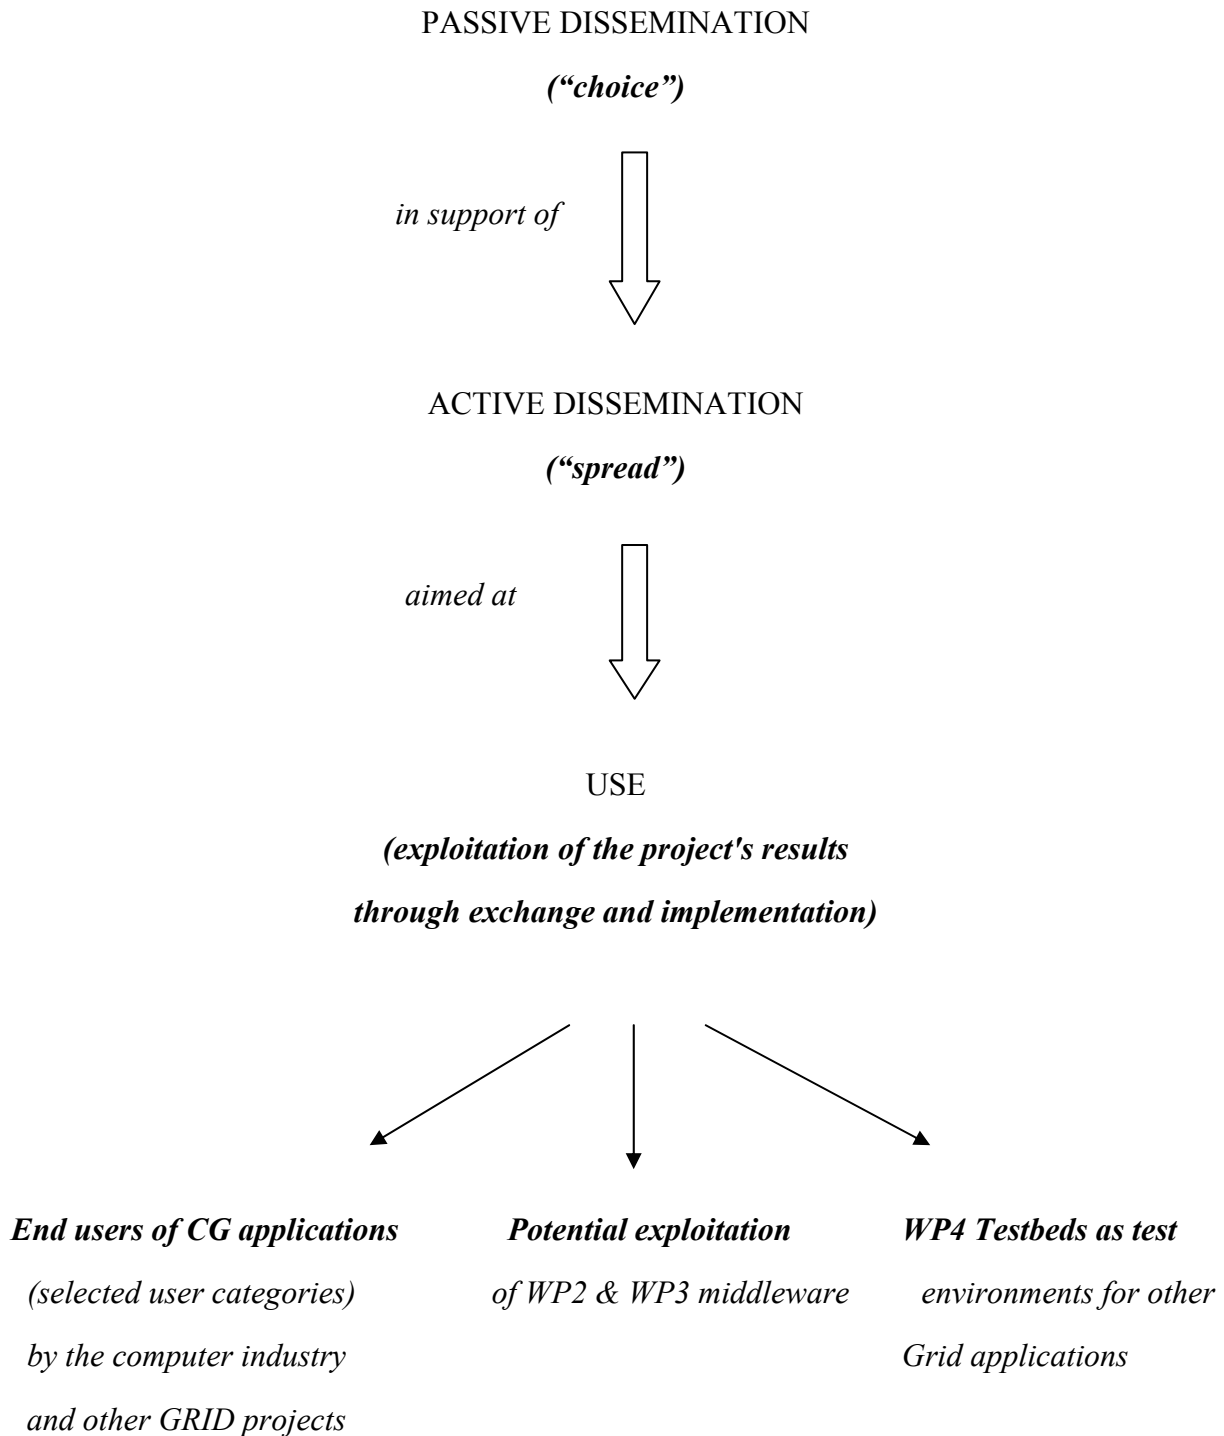 PASSIVE DISSEMINATION
(“choice”)
in support of
ACTIVE DISSEMINATION
(“spread”)
aimed at
USE
(exploitation of the project's results
through exchange and implementation)
End users of CG applications
(selected user categories)
by the computer industry
and other GRID projects
Potential exploitation
of WP2 & WP3 middleware
WP4 Testbeds as test
environments for other
Grid applications